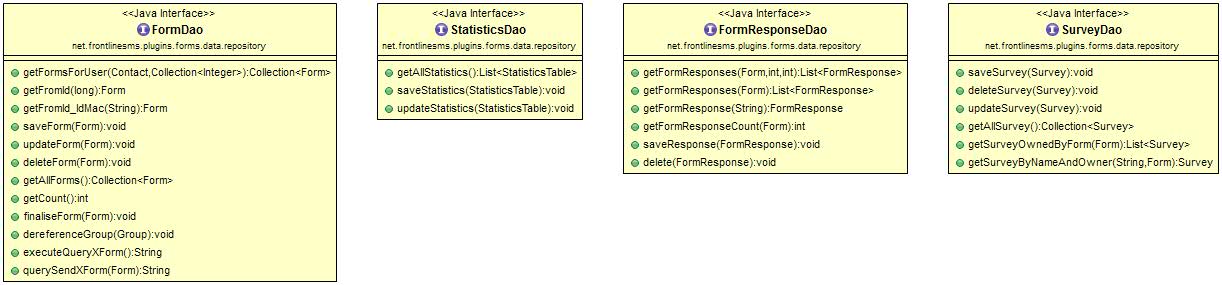 <<Java Interface>>
FormDao
net.frontlinesms.plugins.forms.data.repository
getFormsForUser(Contact,Collection<Integer>):Collection<Form>
getFromId(long):Form
getFromId_IdMac(String):Form
saveForm(Form):void
updateForm(Form):void
deleteForm(Form):void
getAllForms():Collection<Form>
getCount():int
finaliseForm(Form):void
dereferenceGroup(Group):void
executeQueryXForm():String
querySendXForm(Form):String
<<Java Interface>>
StatisticsDao
net.frontlinesms.plugins.forms.data.repository
getAllStatistics():List<StatisticsTable>
saveStatistics(StatisticsTable):void
updateStatistics(StatisticsTable):void
<<Java Interface>>
FormResponseDao
net.frontlinesms.plugins.forms.data.repository
getFormResponses(Form,int,int):List<FormResponse>
getFormResponses(Form):List<FormResponse>
getFormResponse(String):FormResponse
getFormResponseCount(Form):int
saveResponse(FormResponse):void
delete(FormResponse):void
<<Java Interface>>
SurveyDao
net.frontlinesms.plugins.forms.data.repository
saveSurvey(Survey):void
deleteSurvey(Survey):void
updateSurvey(Survey):void
getAllSurvey():Collection<Survey>
getSurveyOwnedByForm(Form):List<Survey>
getSurveyByNameAndOwner(String,Form):Survey